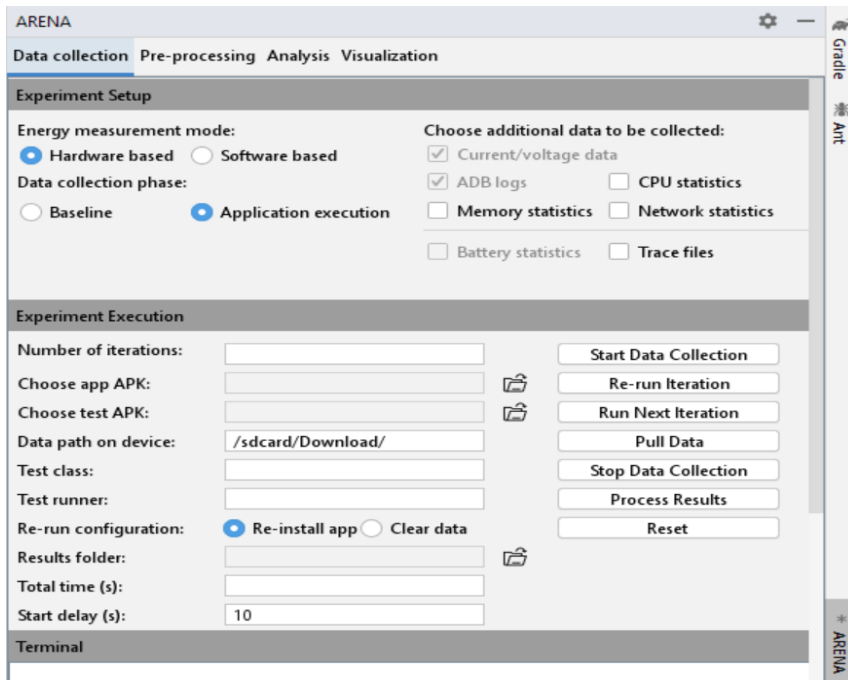 ARENA
Data collection Pre-processing Analysis Visualization
Experiment Setup
Energy measurement mode:
Hardware based Software based
Data collection phase:
Baseline Application execution
Choose additional data to be collected:
Current/voltage data
ADB logs CPU statistics
Memory statistics Network statistics
Battery statistics Trace files
Experiment Execution
Number of iterations:
Start Data Collection
Choose app APK:
Re-run Iteration
Choose test APK:
Run Next Iteration
Data path on device: /sdcard/Download/
Pull Data
Test class:
Stop Data Collection
Test runner:
Process Results
Re-run configuration: Re-install app Clear data
Reset
Results folder:
Total time (s):
Start delay (s): 10
Terminal
Gradle
Ant
ARENA